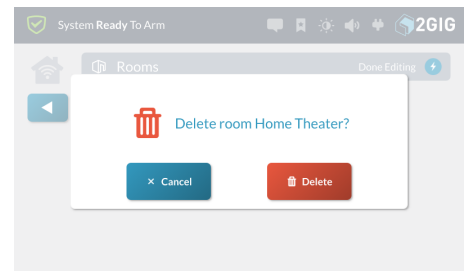 System Ready To Arm
2GIG
Rooms
Done Editing
Delete room Home Theater?
× Cancel
Delete